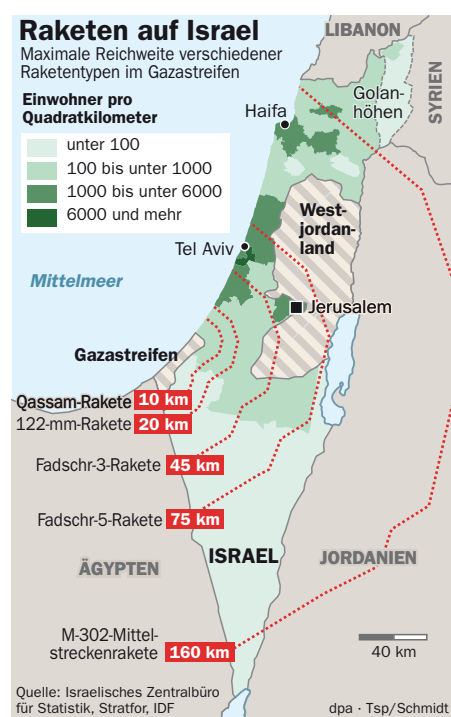 Raketen auf Israel
Maximale Reichweite verschiedener
Raketentypen im Gazastreifen
Einwohner pro
Quadratkilometer
unter 100
100 bis unter 1000
1000 bis unter 6000
6000 und mehr
LIBANON
SYRIEN
Golan-
höhen
Haifa
West-
jordan-
land
Tel Aviv
Mittelmeer
Jerusalem
Gazastreifen
Qassam-Rakete 10 km
122-mm-Rakete 20 km
Fadschr-3-Rakete 45 km
Fadschr-5-Rakete 75 km
ISRAEL
ÄGYPTEN
JORDANIEN
M-302-Mittel-
streckenrakete 160 km
40 km
Quelle: Israelisches Zentralbüro
für Statistik, Stratfor, IDF
dpa · Tsp/Schmidt